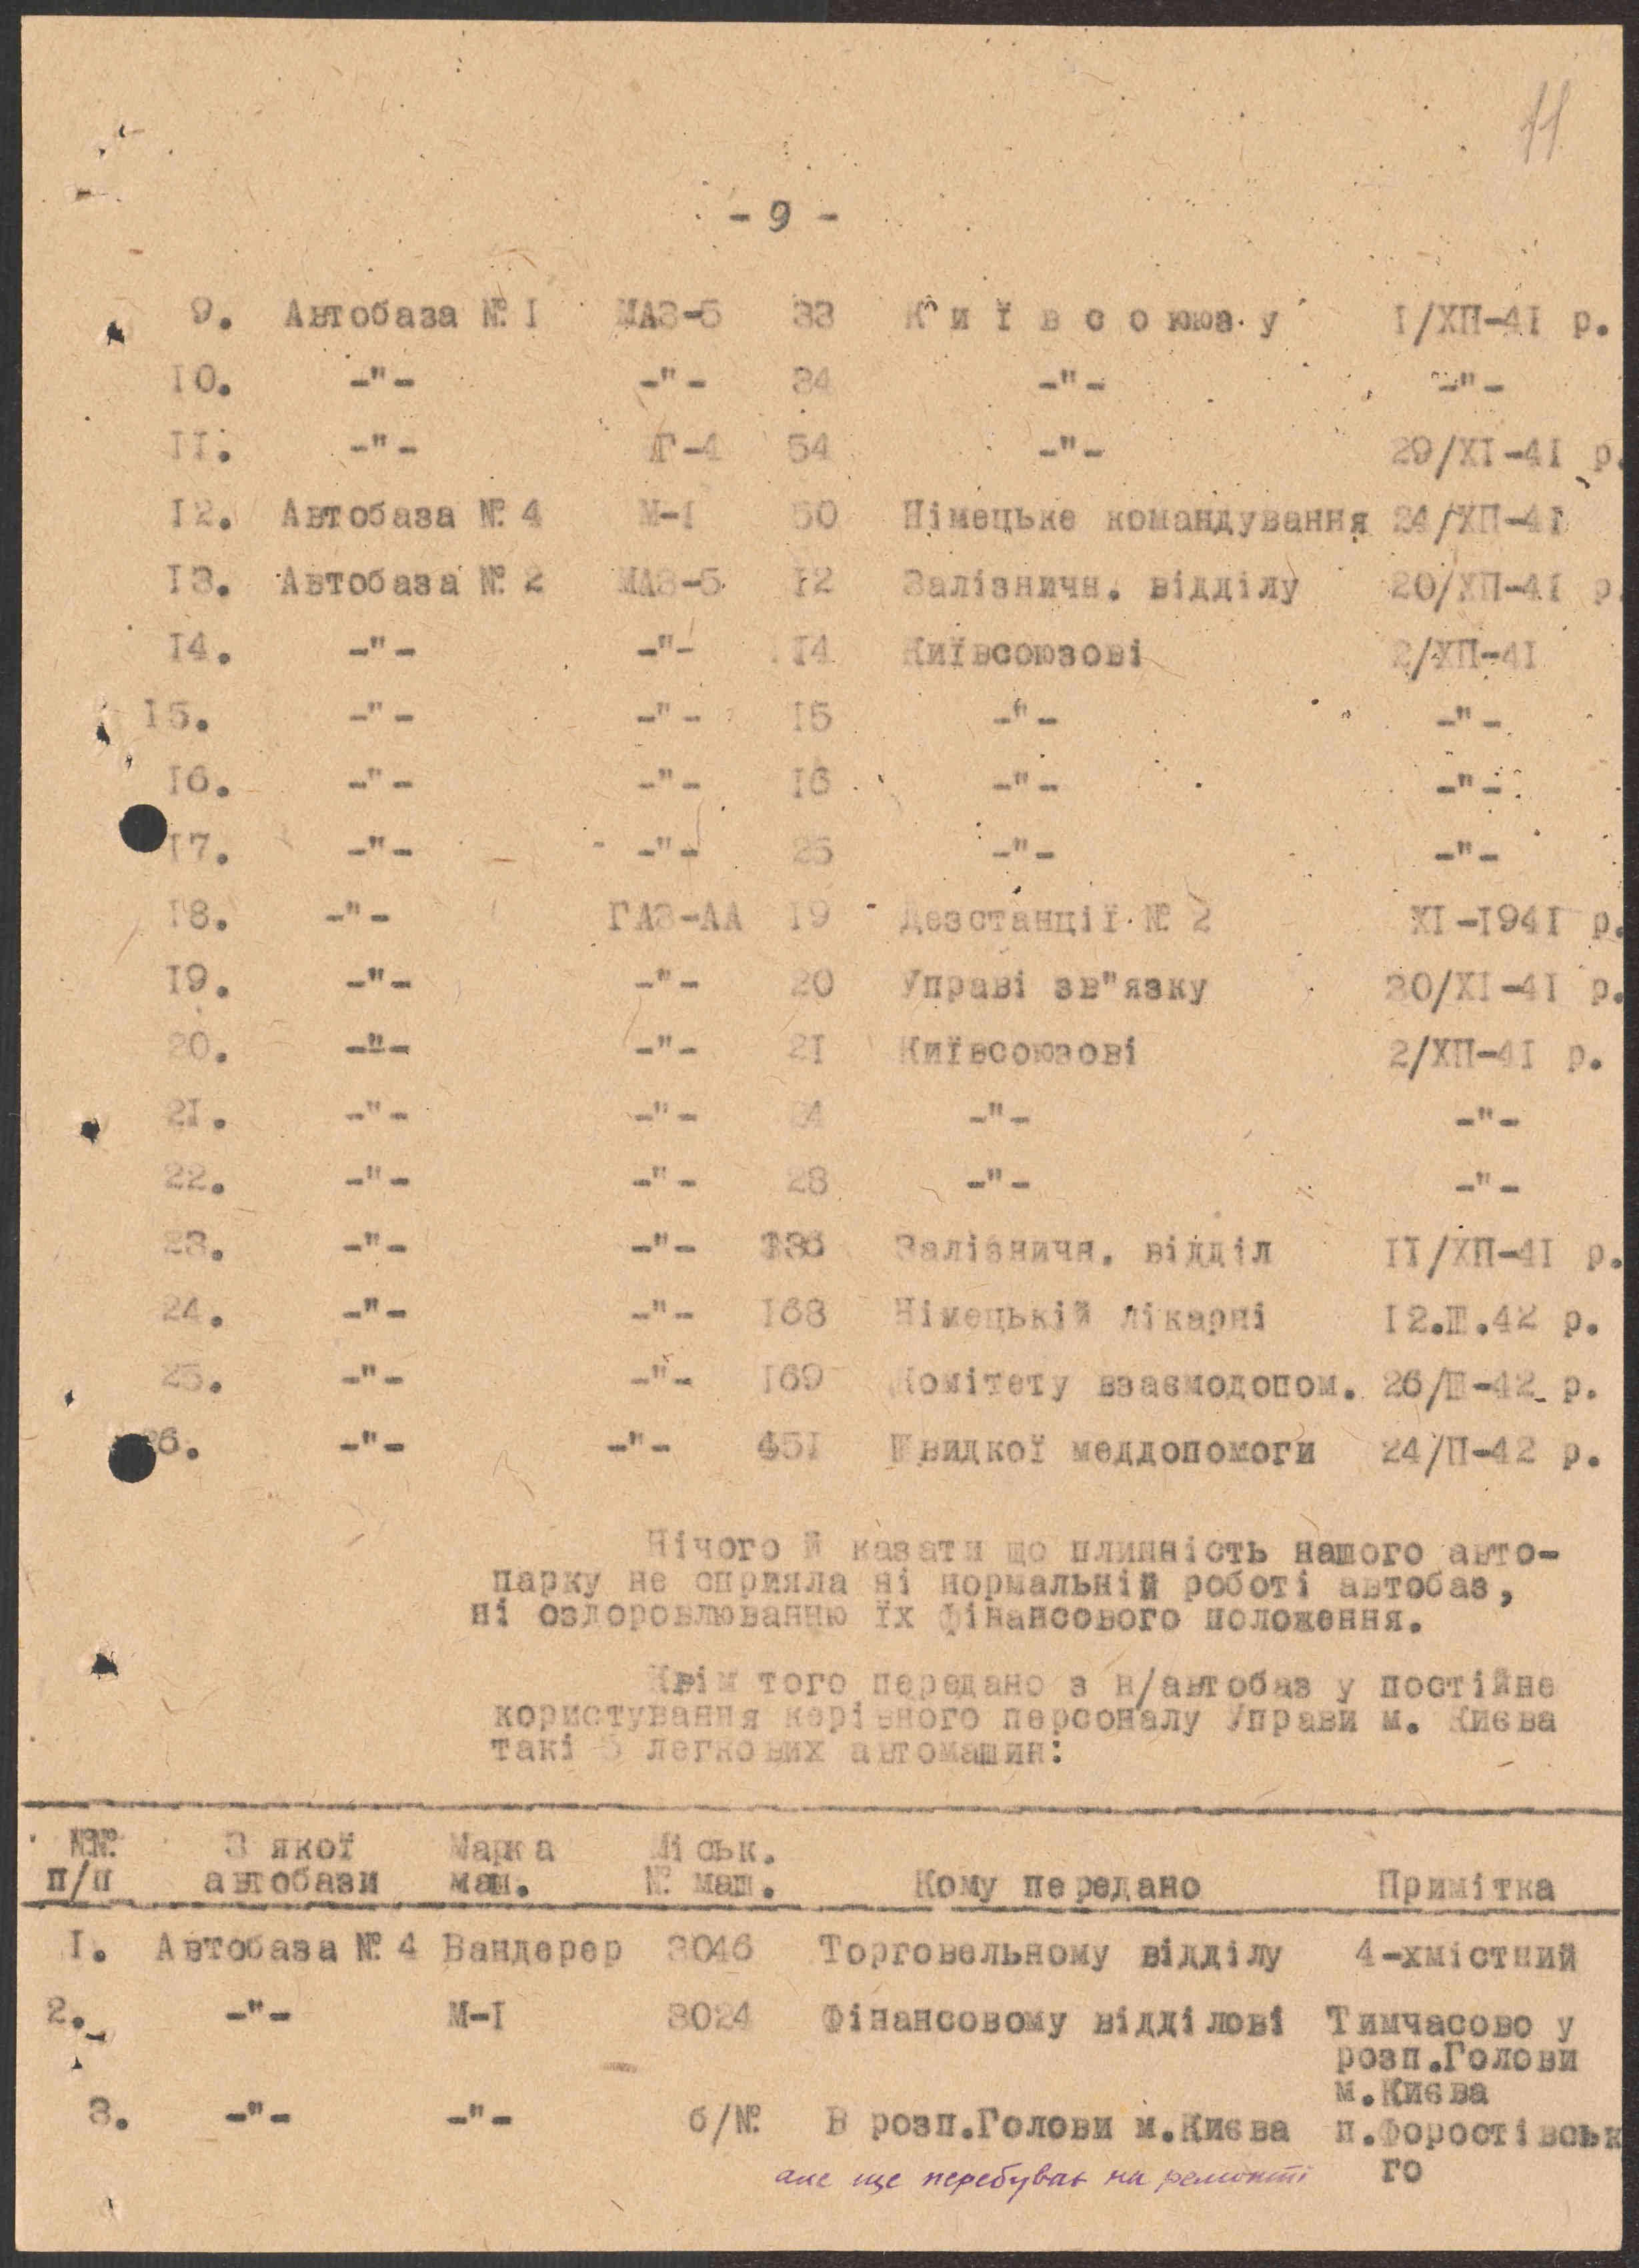 11
- 9 -
9. Автобаза № I МАЗ-5 33 К и ї в с о ююз у I/ХП-4I р.
I0. -"- -"- 34 -"- -"-
II. -"- Г-4 54 -"- 29/XI-4I р.
I2. Автобаза № 4 М-I 50 Німецьке командування 24/ХП-4I
I3. Автобаза № 2 МАЗ-5 I2 Залізничн. відділу 20/ХП-4I р.
I4. -"- -"- I4 Київсоюзові 2/ХП-4I
I5. -"- -"- I5 -"- -"-
I6. -"- -"- I6 -"- -"-
I7. -"- -"- 25 -"- -"-
I8. -"- ГАЗ-АА I9 Дезстанції № 2 XI-I94I р.
I9. -"- -"- 20 Управі зв"язку 30/XI-4I р.
20. -"- -"- 2I Київсоюзові 2/ХП-4I р.
2I. -"- -"- -"- -"-
22. -"- -"- 28 -"- -"-
23. -"- -"- Залізничн. відділ II/ХП-4I р.
24. -"- -"- I68 Німецькій лікарні I2.Ш.42 р.
25. -"- -"- I69 Комітету взаємодопом. 26/Ш-42 р.
26. -"- -"- 45I Швидкої меддопомоги 24/П-42 р.
Нічого й казати що плинність нашого авто-
парку не сприяла ні нормальній роботі автобаз,
ні оздоровлюванню їх фінансового положення.
Крім того передано з н/автобаз у постійне
користування керівного персоналу Управи м. Києва
такі 5 легкових автомашин:
№№ З якої Марка Міськ.
п/п автобази маш. № маш. Кому передано Примітка
I. Автобаза № 4 Вандерер 3046 Торговельному відділу 4-хмістний
2. -"- М-I 3024 Фінансовому відділові Тимчасово у
розп.Голови
м.Києва
3. -"- -"- б/№ В розп.Голови м.Києва п.Форостівськ
го
але ще перебуває на ремонті